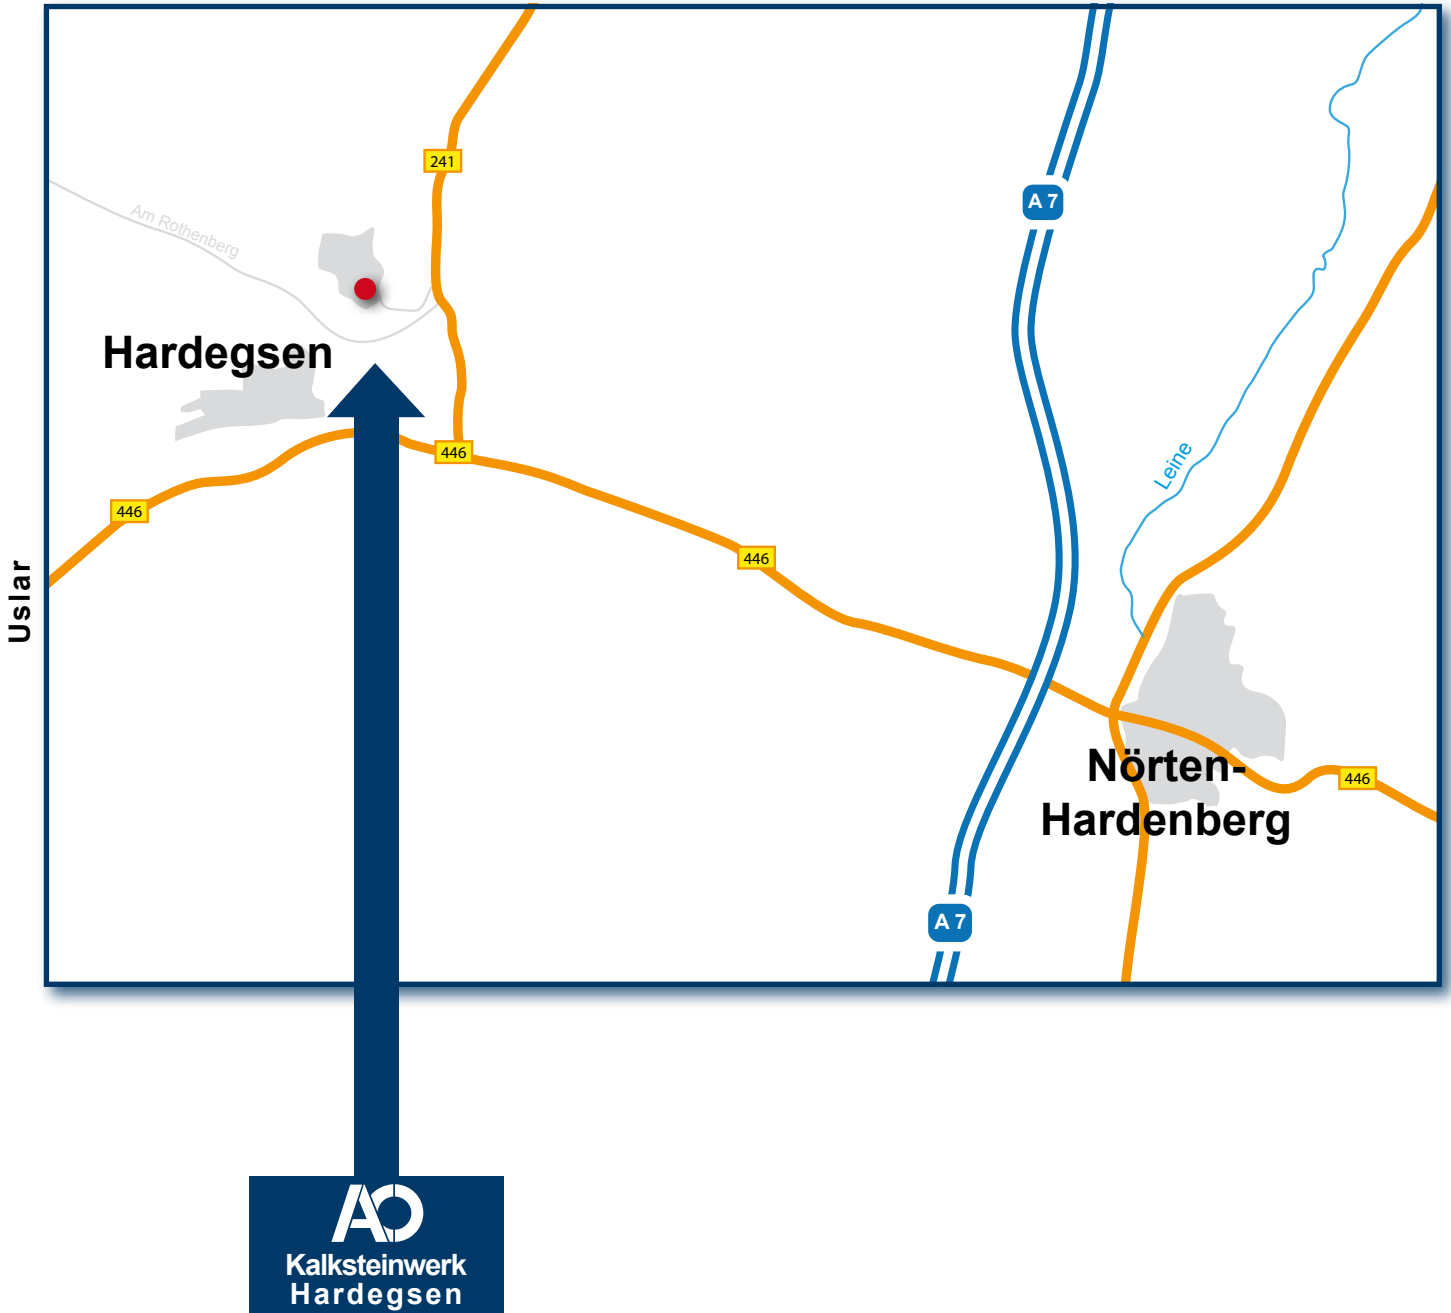 241
A 7
Am Rothenberg
Hardegsen
446
Leine
446
446
Uslar
Nörten-
446
Hardenberg
A 7
AO
Kalksteinwerk
Hardegsen